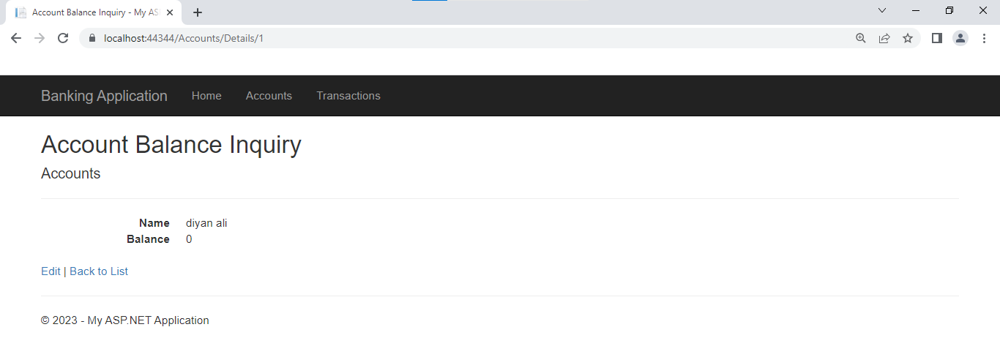 Account Balance Inquiry - My AS
localhost:44344/Accounts/Details/1
Banking Application Home Accounts Transactions
Account Balance Inquiry
Accounts
Name diyan ali
Balance 0
Edit | Back to List
© 2023 - My ASP.NET Application